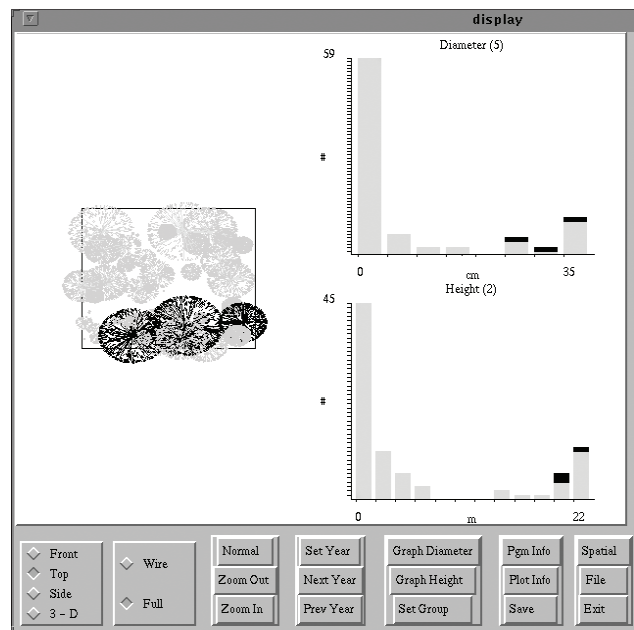 display
Diameter (5)
59
#
0 35
cm
Height (2)
45
#
0 22
m
Front
Top
Side
3 - D
Wire
Full
Normal
Zoom Out
Zoom In
Set Year
Next Year
Prev Year
Graph Diameter
Graph Height
Set Group
Pgm Info
Plot Info
Save
Spatial
File
Exit